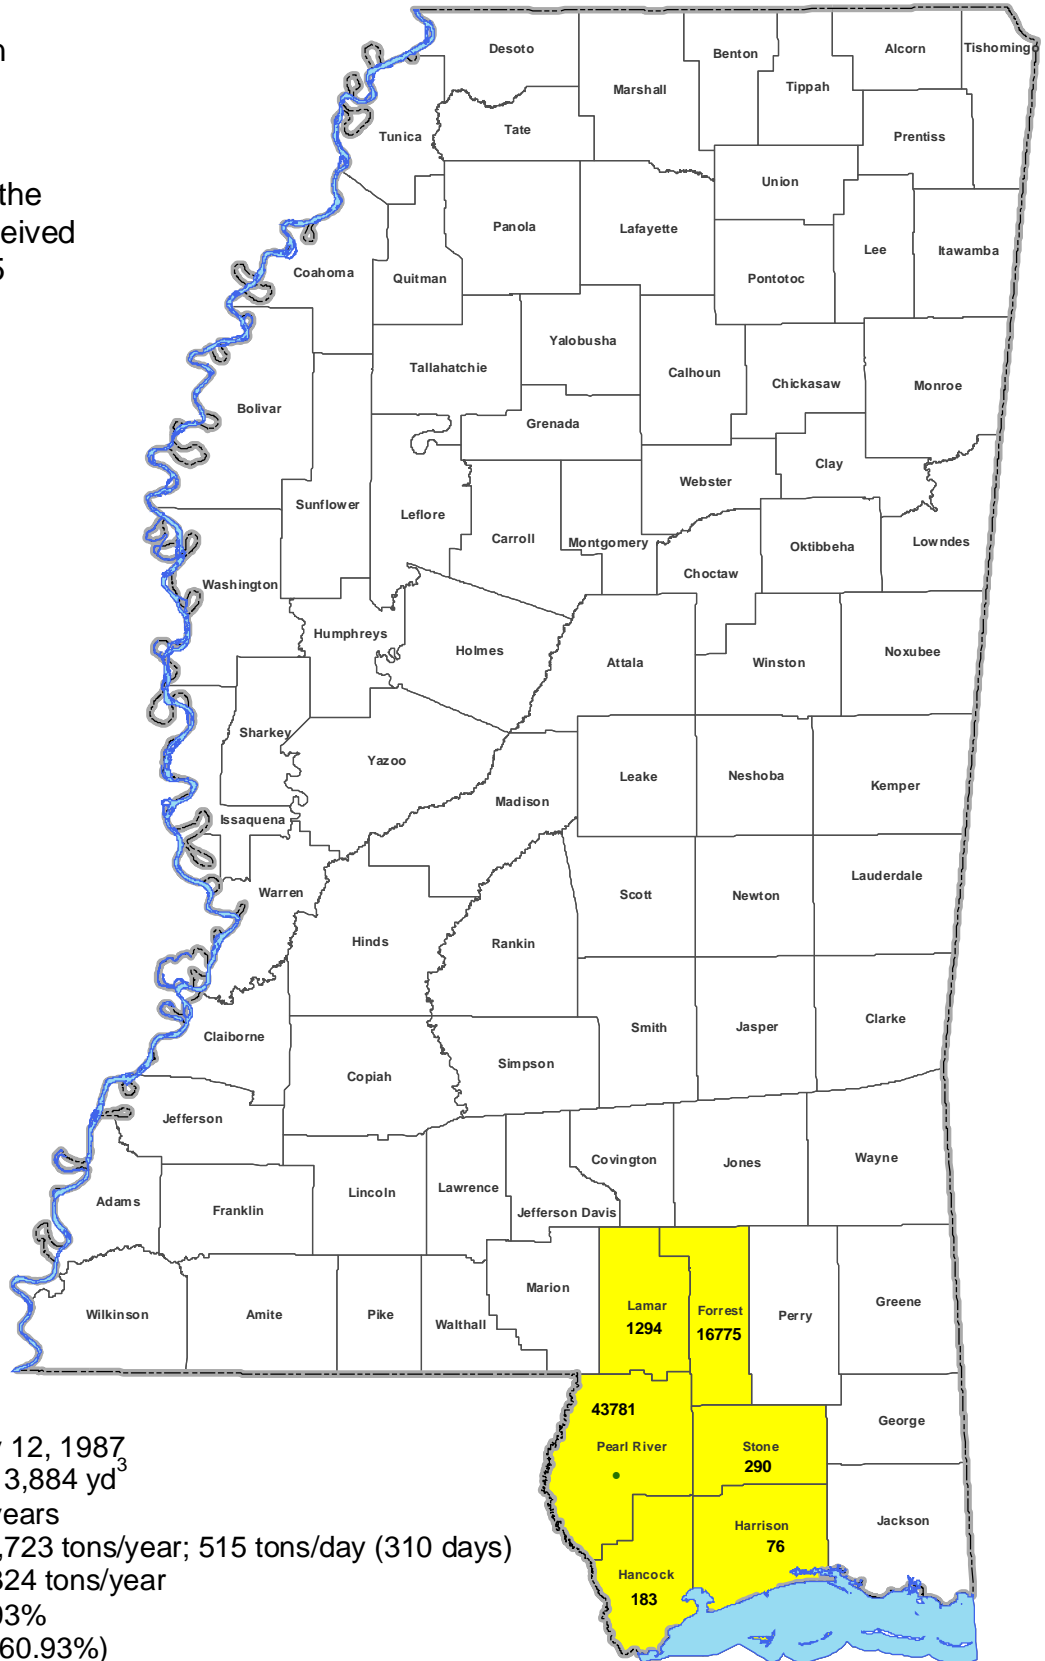 n
the
eived
5
Desoto
Benton
Alcorn
Tishomingo
Marshall
Tippah
Tunica
Tate
Prentiss
Union
Panola
Lafayette
Lee
Itawamba
Coahoma
Quitman
Pontotoc
Yalobusha
Tallahatchie
Calhoun
Chickasaw
Monroe
Bolivar
Grenada
Clay
Webster
Sunflower
Leflore
Carroll
Montgomery
Oktibbeha
Lowndes
Choctaw
Washington
Humphreys
Holmes
Attala
Winston
Noxubee
Sharkey
Yazoo
Leake
Neshoba
Kemper
Madison
Issaquena
Warren
Scott
Newton
Lauderdale
Hinds
Rankin
Claiborne
Smith
Jasper
Clarke
Copiah
Simpson
Jefferson
Covington
Jones
Wayne
Adams
Franklin
Lincoln
Lawrence
Jefferson Davis
Wilkinson
Amite
Pike
Walthall
Marion
Lamar
1294
Forrest
16775
Perry
Greene
43781
Pearl River
Stone
290
George
Harrison
76
Jackson
Hancock
183
12, 1987
3,884 yd3
years
,723 tons/year; 515 tons/day (310 days)
324 tons/year
03%
60.93%)